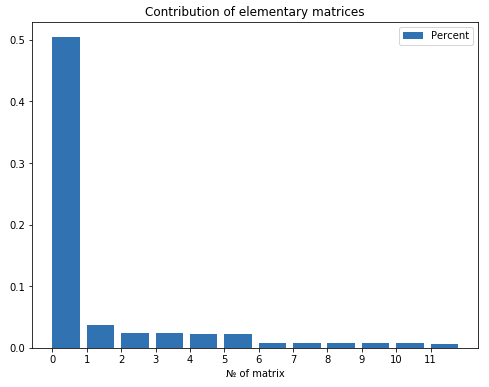 Contribution of elementary matrices
Percent
0.5
0.4
0.3
0.2
0.1
0.0
0 1 2 3 4 5 6 7 8 9 10 11
№ of matrix